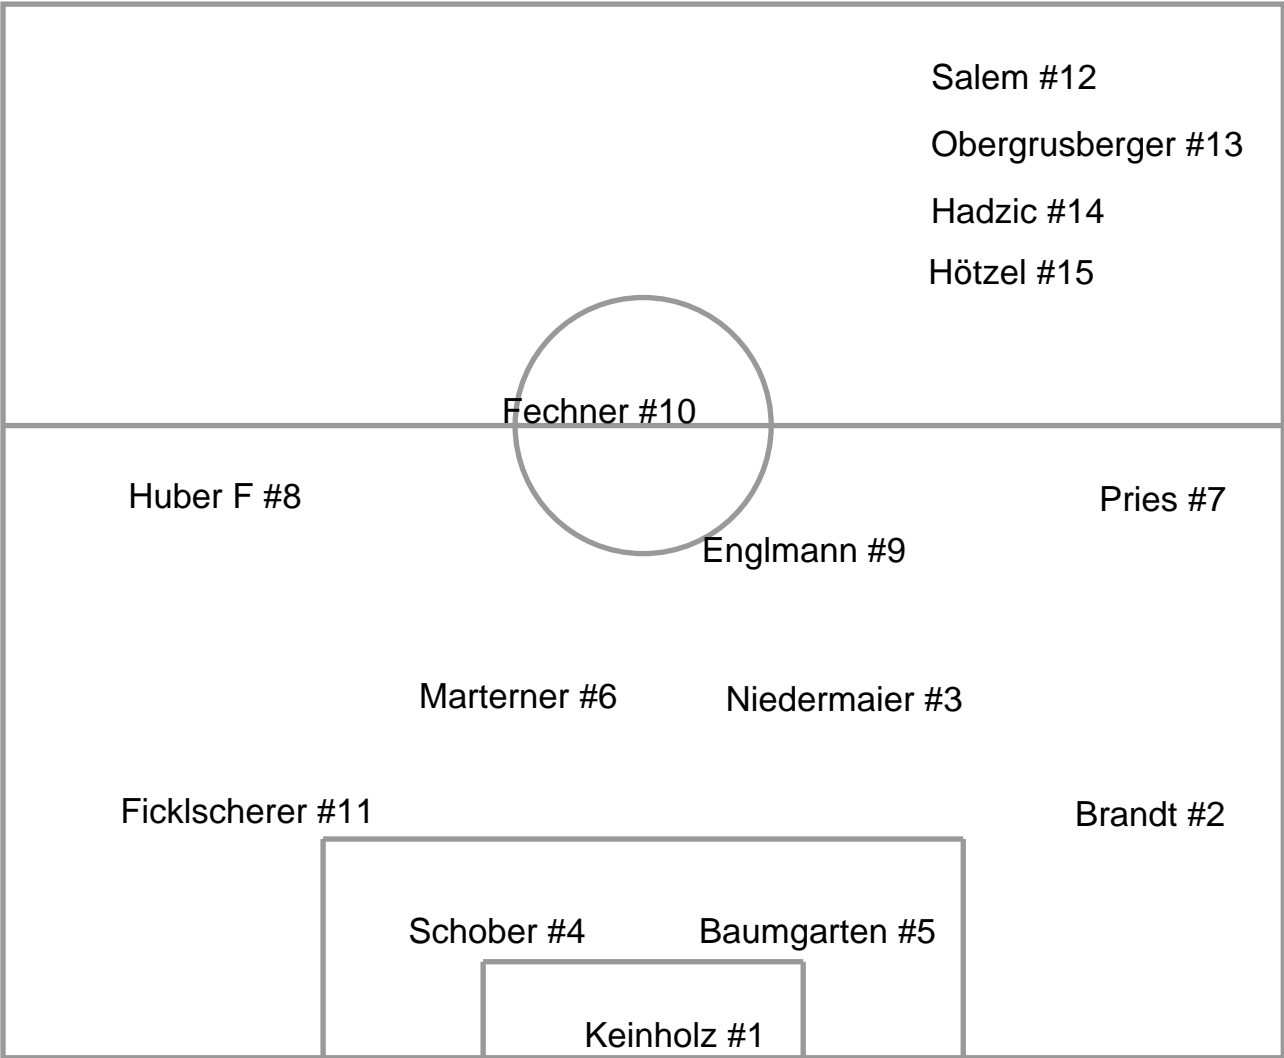 Salem #12
Obergrusberger #13
Hadzic #14
Hötzel #15
Fechner #10
Huber F #8
Pries #7
Englmann #9
Marterner #6
Niedermaier #3
Ficklscherer #11
Brandt #2
Schober #4
Baumgarten #5
Keinholz #1